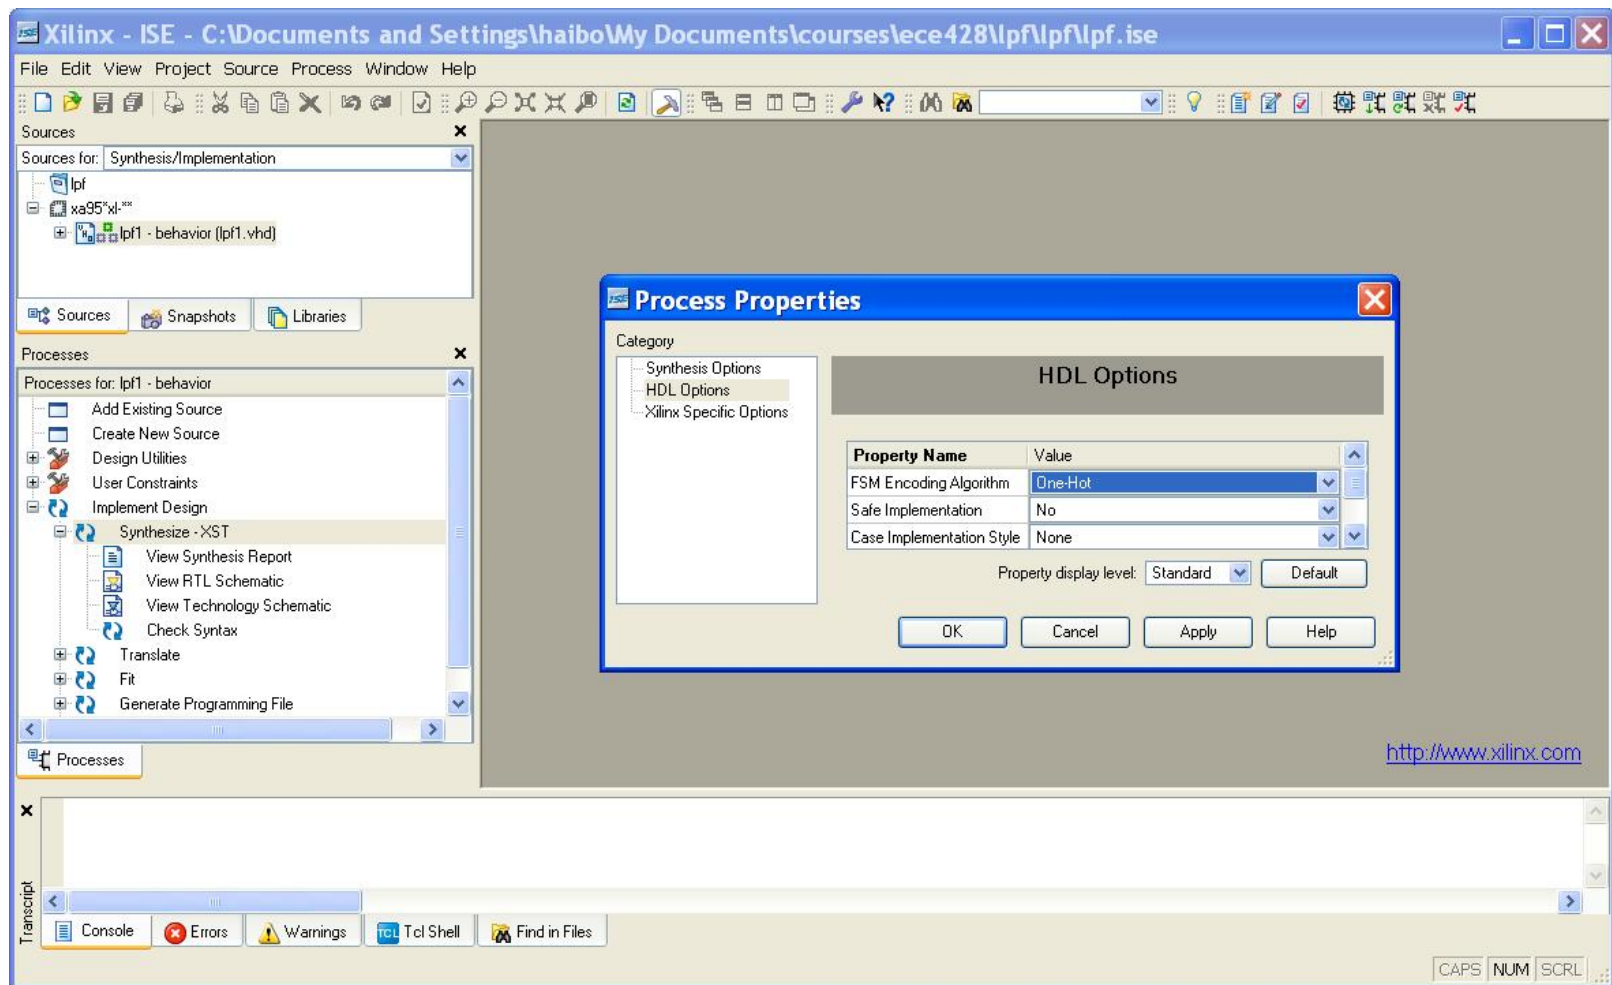 Xilinx - ISE - C:\Documents and Settings\haibo\My Documents\courses\ece428\lpf\lpf\lpf.ise
File Edit View Project Source Process Window Help
Sources
Sources for: Synthesis/Implementation
lpf
xa95*xl-**
lpf1 - behavior (lpf1.vhd)
Sources Snapshots Libraries
Processes
Processes for: lpf1 - behavior
Add Existing Source
Create New Source
Design Utilities
User Constraints
Implement Design
Synthesize - XST
View Synthesis Report
View RTL Schematic
View Technology Schematic
Check Syntax
Translate
Fit
Generate Programming File
Processes
ISE Process Properties
Category
Synthesis Options
HDL Options
Xilinx Specific Options
HDL Options
Property Name Value
FSM Encoding Algorithm One-Hot
Safe Implementation No
Case Implementation Style None
Property display level: Standard Default
OK Cancel Apply Help
http://www.xilinx.com
Transcript
Console Errors Warnings TCL Tcl Shell Find in Files
CAPS NUM SCRL